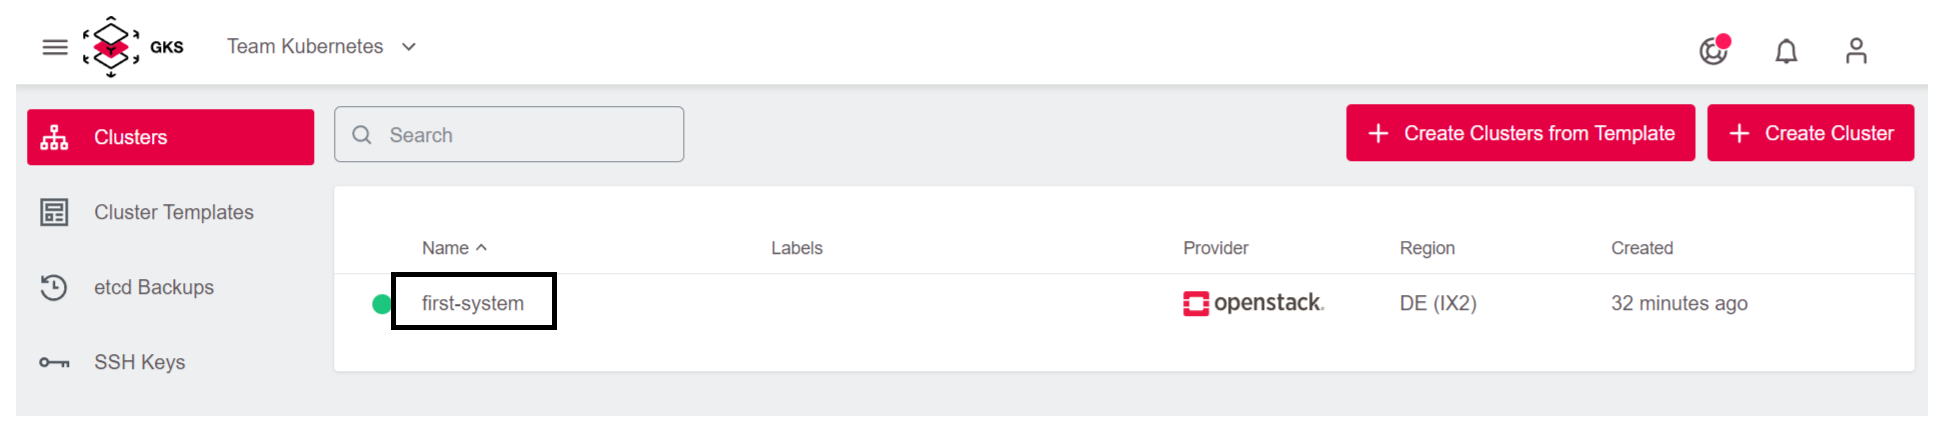 GKS Team Kubernetes
Clusters
Cluster Templates
etcd Backups
SSH Keys
Search
Create Clusters from Template
Create Cluster
Name Labels Provider Region Created
first-system openstack. DE (IX2) 32 minutes ago